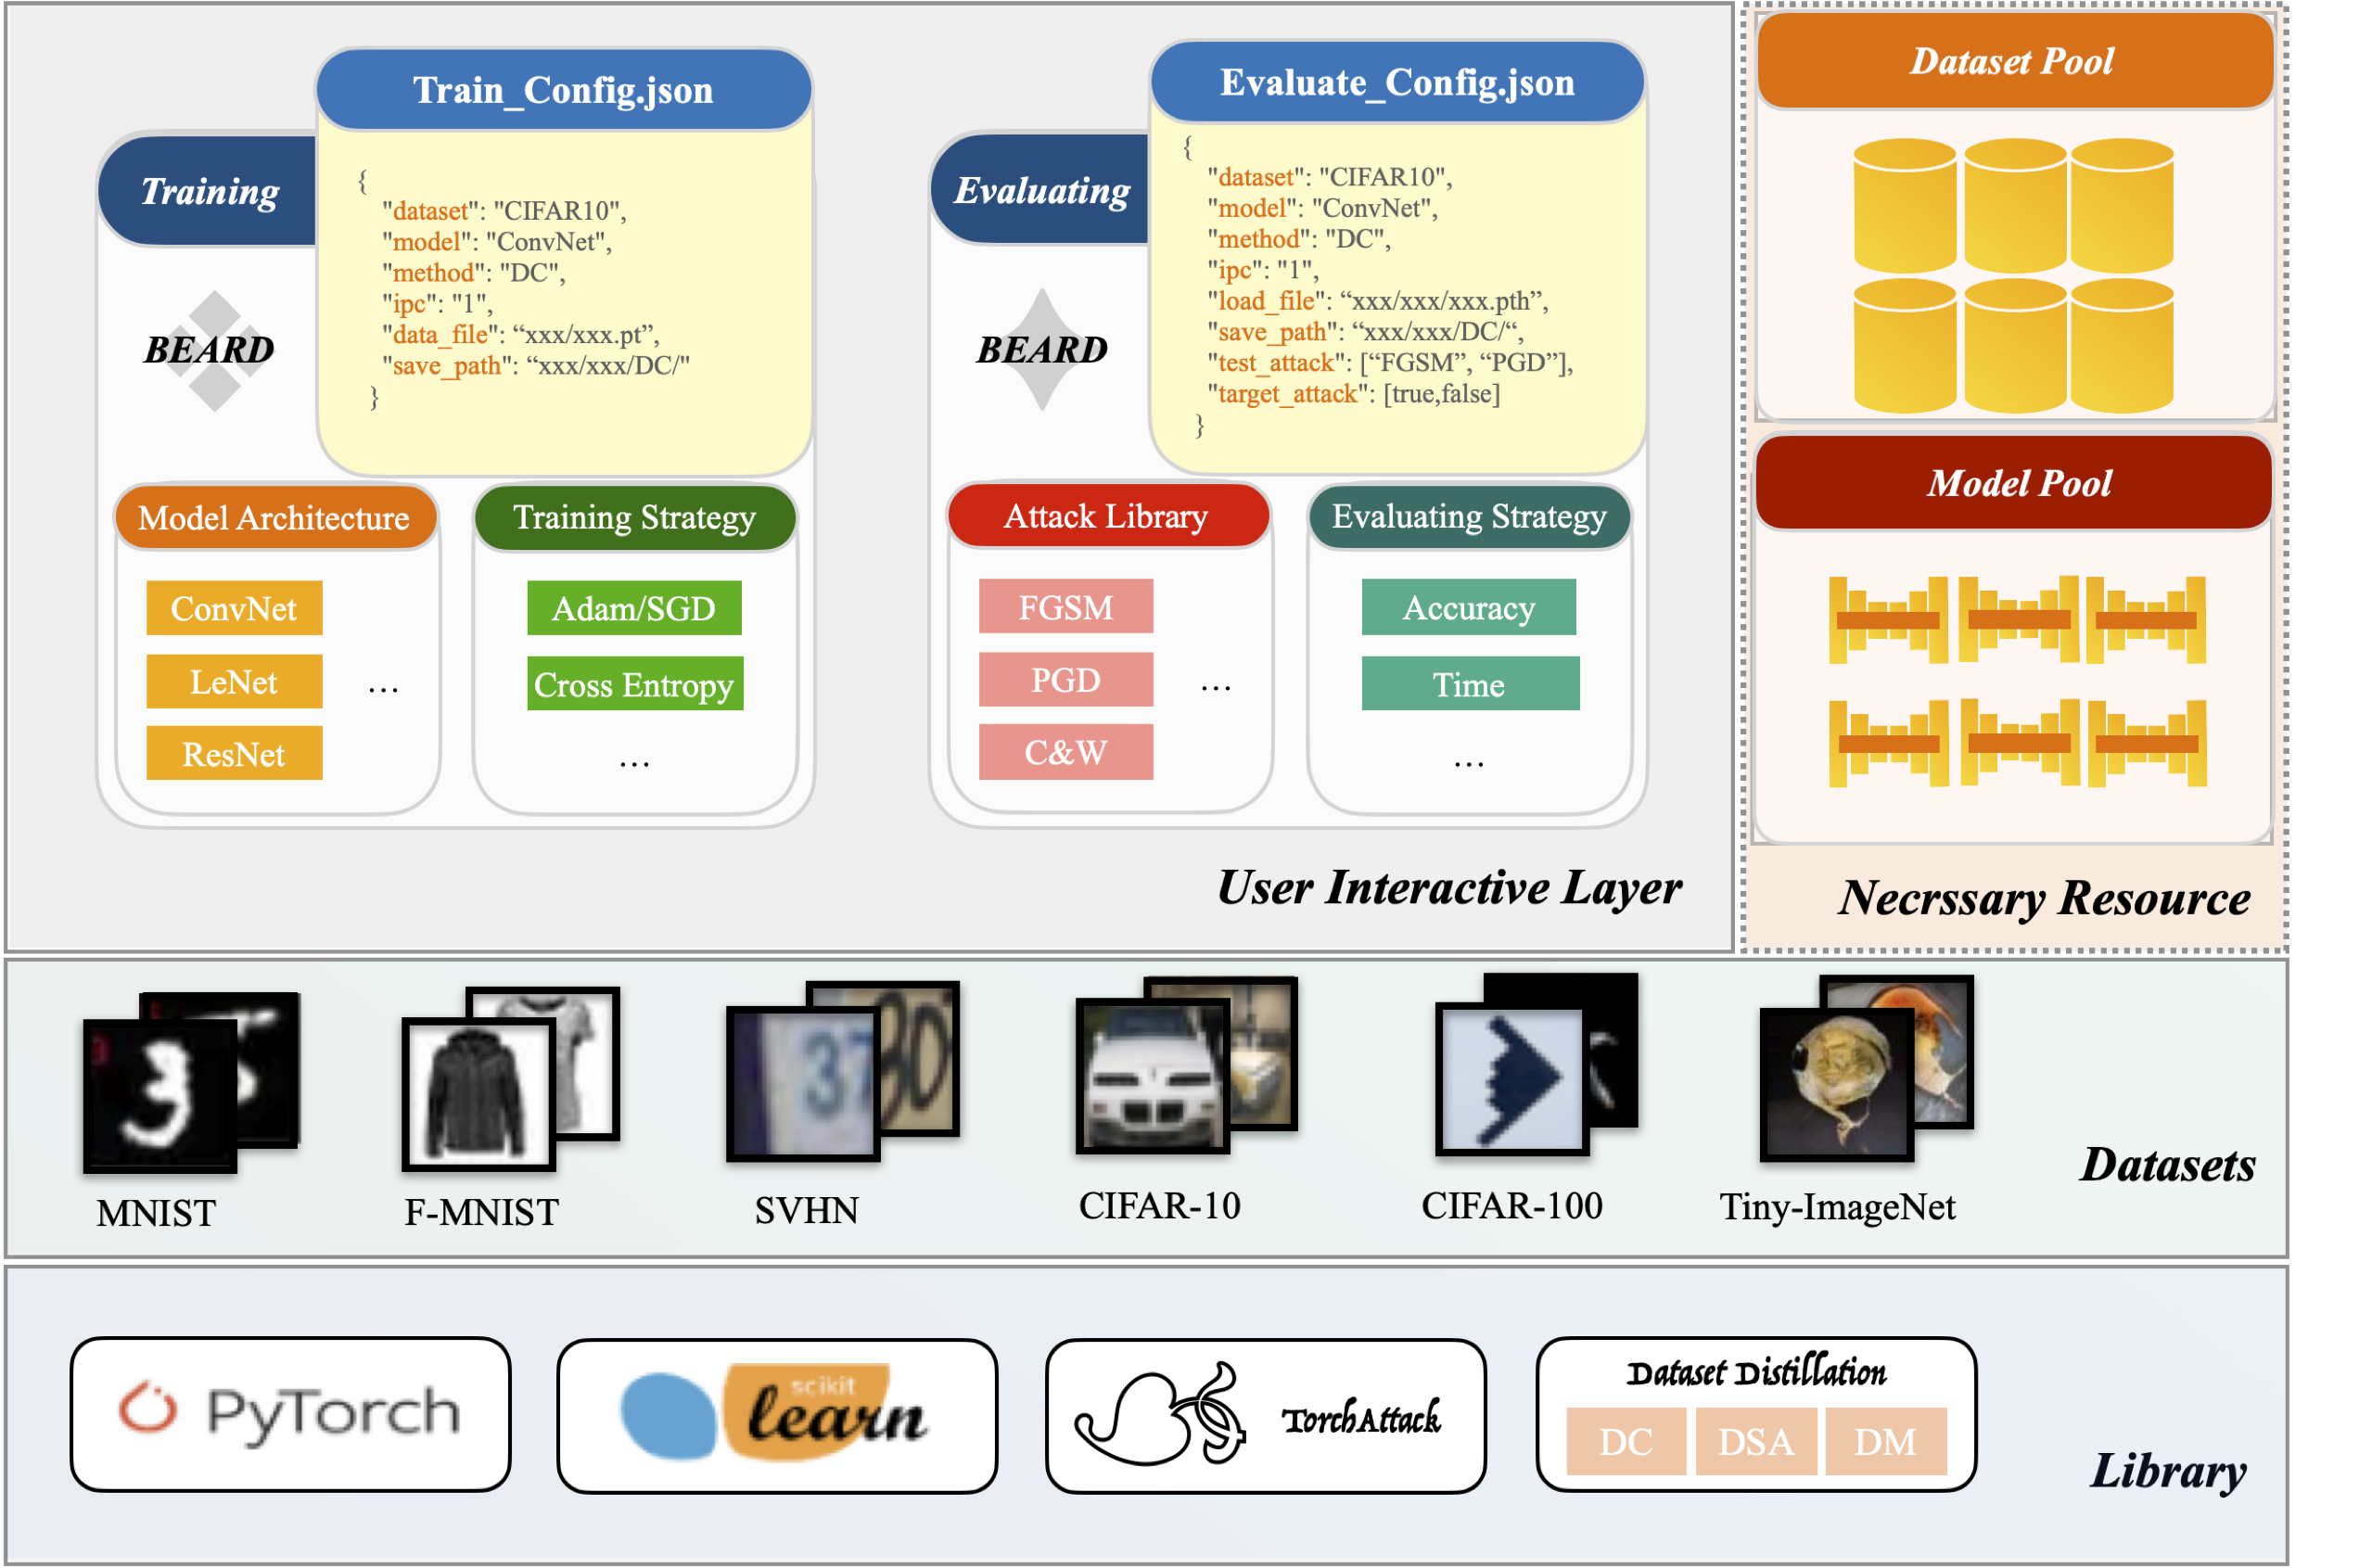 Train_Config.json
Training
{
"dataset": "CIFAR10",
"model": "ConvNet",
"method": "DC",
"ipc": "1",
"data_file": “xxx/xxx.pt”,
"save_path": “xxx/xxx/DC/"
}
BEARD
Model Architecture
ConvNet
LeNet
...
ResNet
Training Strategy
Adam/SGD
Cross Entropy
...
Evaluate_Config.json
Evaluating
{
"dataset": "CIFAR10",
"model": "ConvNet",
"method": "DC",
"ipc": "1",
"load_file": “xxx/xxx/xxx.pth”,
"save_path": “xxx/xxx/DC/“,
"test_attack": [“FGSM”, “PGD”],
"target_attack": [true,false]
}
BEARD
Attack Library
FGSM
PGD
...
C&W
Evaluating Strategy
Accuracy
Time
...
User Interactive Layer
Dataset Pool
Model Pool
Necrssary Resource
3
37
30
MNIST
F-MNIST
SVHN
CIFAR-10
CIFAR-100
Tiny-ImageNet
Datasets
PyTorch
scikit
learn
TorchAttack
Dataset Distillation
DC
DSA
DM
Library